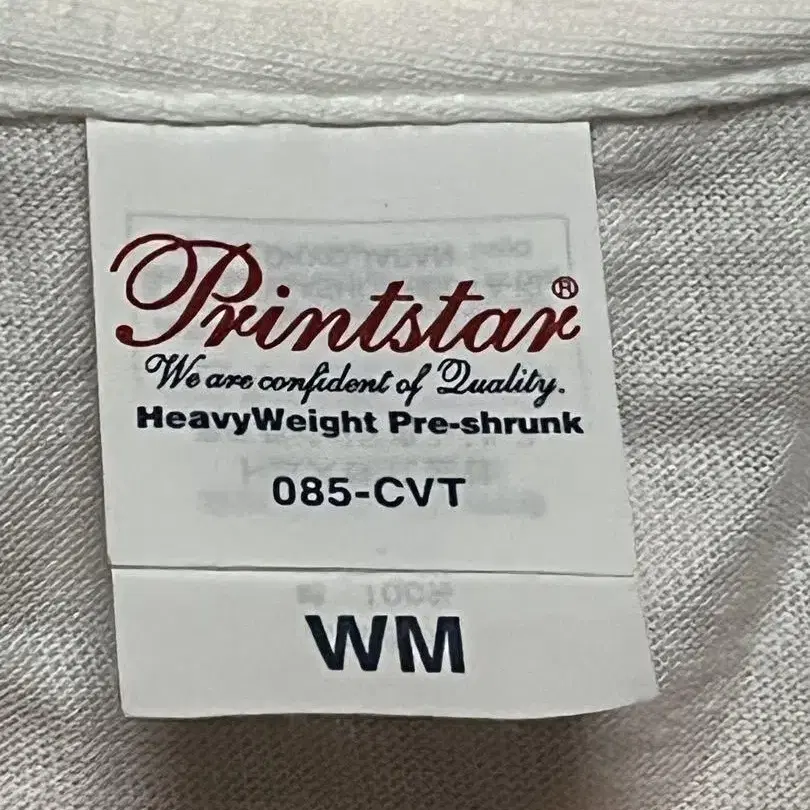 Printstar®
We are confident of Quality.
HeavyWeight Pre-shrunk
085-CVT
WM